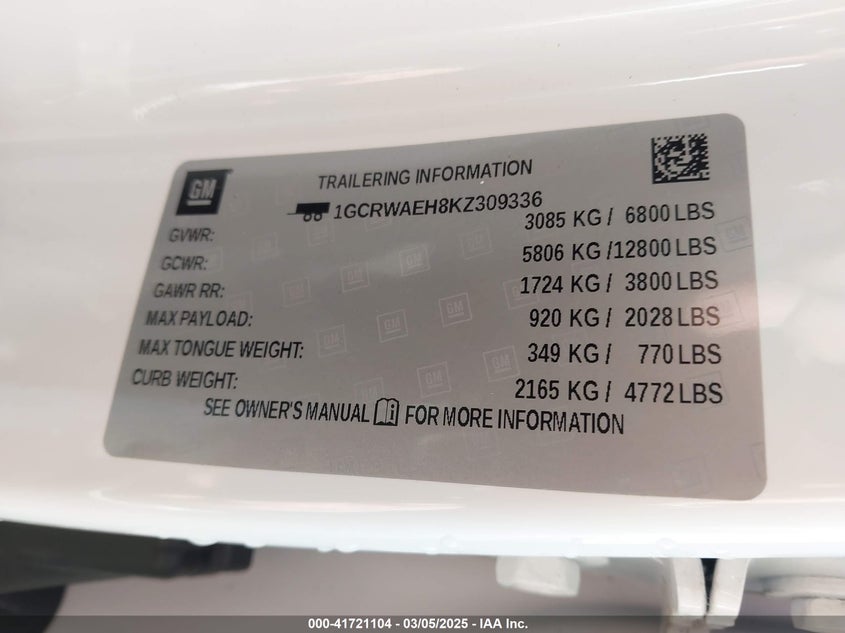 GM
TRAILERING INFORMATION
1GCRWAEH8KZ309336
GVWR: 3085 KG / 6800 LBS
GCWR: 5806 KG /12800 LBS
GAWR RR: 1724 KG / 3800 LBS
MAX PAYLOAD: 920 KG / 2028 LBS
MAX TONGUE WEIGHT: 349 KG / 770 LBS
CURB WEIGHT: 2165 KG / 4772 LBS
SEE OWNER'S MANUAL FOR MORE INFORMATION
000-41721104 - 03/05/2025 - IAA Inc.